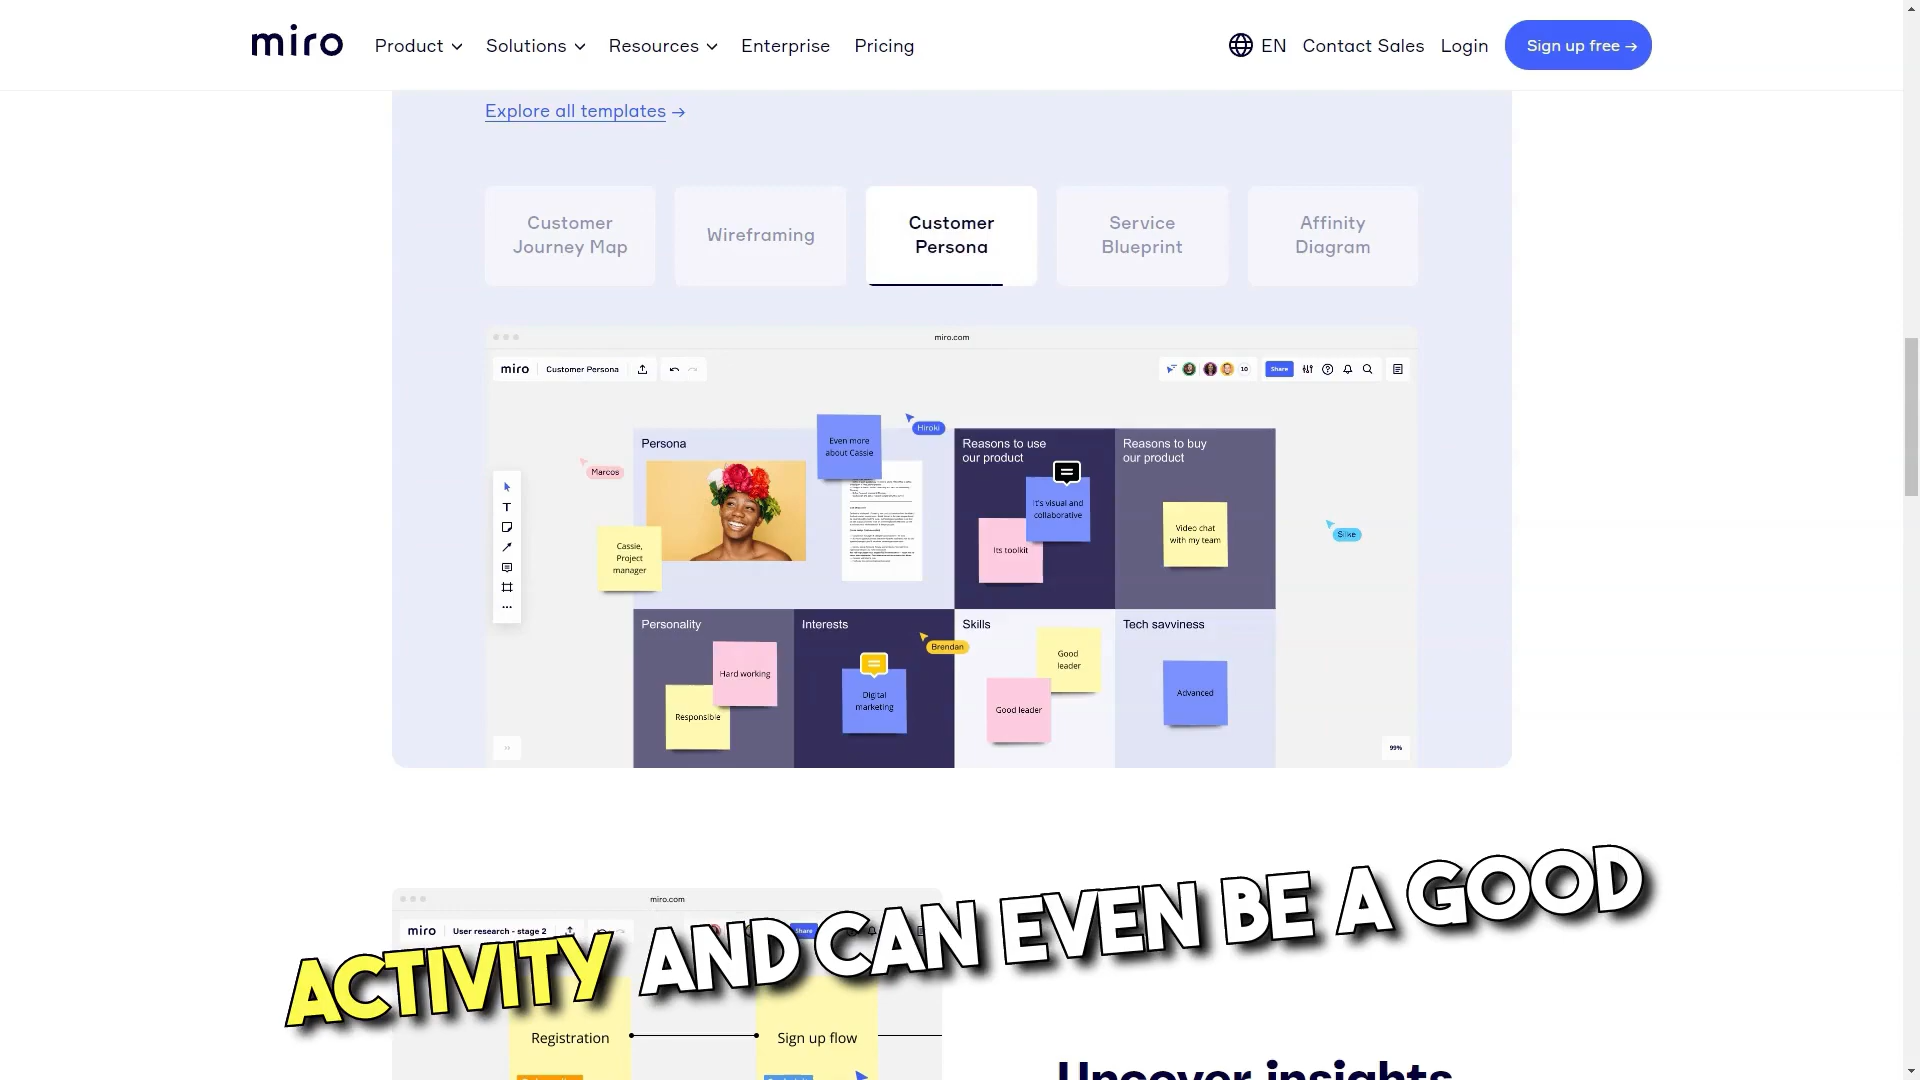 miro
Product
Solutions
Resources
Enterprise
Pricing
EN
Contact Sales
Login
Sign up free →
Explore all templates →
Customer
Journey Map
Wireframing
Customer
Persona
Service
Blueprint
Affinity
Diagram
miro.com
miro
Customer Persona
10
Share
Persona
Even more
about Cassie
Hiroki
Marcos
Cassie,
Project
manager
Reasons to use
our product
It's visual and
collaborative
Its toolkit
Reasons to buy
our product
Video chat
with my team
Silke
Personality
Hard working
Responsible
Interests
Brendan
Digital
marketing
Skills
Good
leader
Good leader
Tech savviness
Advanced
99%
miro.com
miro
User research - stage 2
Share
ACTIVITY AND CAN EVEN BE A GOOD
Registration
Sign up flow
Uncover insights